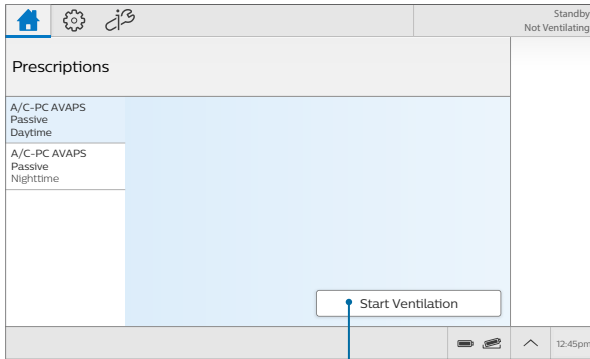 Standby
Not Ventilating
Prescriptions
A/C-PC AVAPS
Passive
Daytime
A/C-PC AVAPS
Passive
Nighttime
Start Ventilation
12:45pm